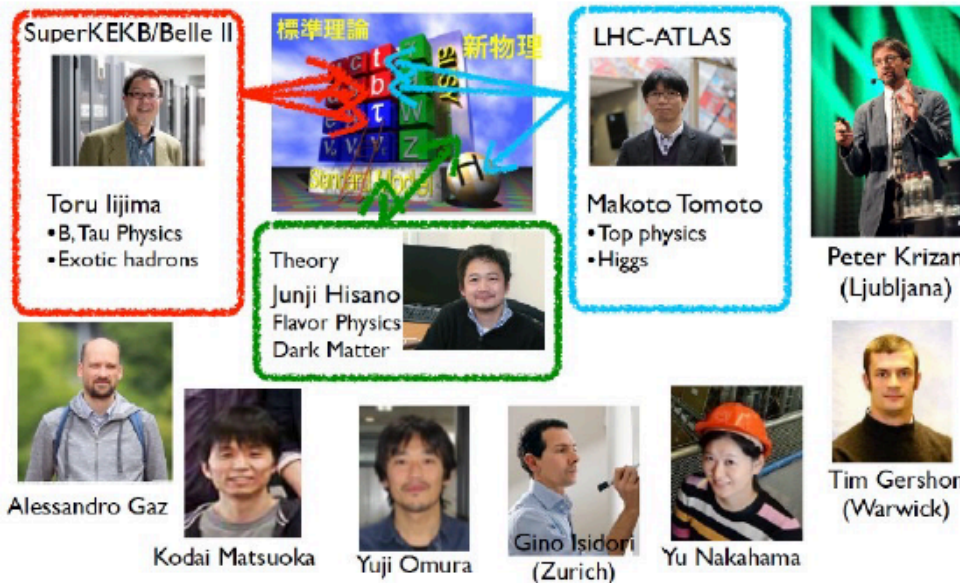 SuperKEKB/Belle II
Toru Iijima
•B, Tau Physics
•Exotic hadrons
標準理論
新物理
t
b
τ
Z
H
Standard Model
LHC-ATLAS
Makoto Tomoto
•Top physics
•Higgs
Theory
Junji Hisano
Flavor Physics
Dark Matter
Peter Krizan
(Ljubljana)
Alessandro Gaz
Kodai Matsuoka
Yuji Omura
Gino Isidori
(Zurich)
Yu Nakahama
Tim Gershon
(Warwick)